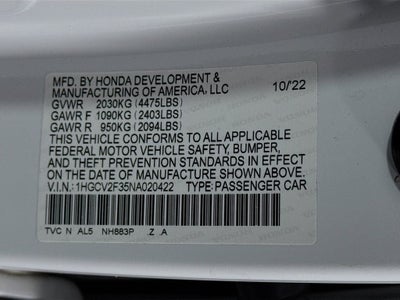 MFD. BY HONDA DEVELOPMENT &
MANUFACTURING OF AMERICA, LLC 10/22
GVWR 2030KG (4475LBS)
GAWR F 1090KG (2403LBS)
GAWR R 950KG (2094LBS)
THIS VEHICLE CONFORMS TO ALL APPLICABLE
FEDERAL MOTOR VEHICLE SAFETY, BUMPER,
AND THEFT PREVENTION STANDARDS IN EFFECT
ON THE DATE OF MANUFACTURE SHOWN ABOVE.
V.I.N.: 1HGCV2F35NA020422 TYPE: PASSENGER CAR
TVC N AL5 NH883P .Z .A